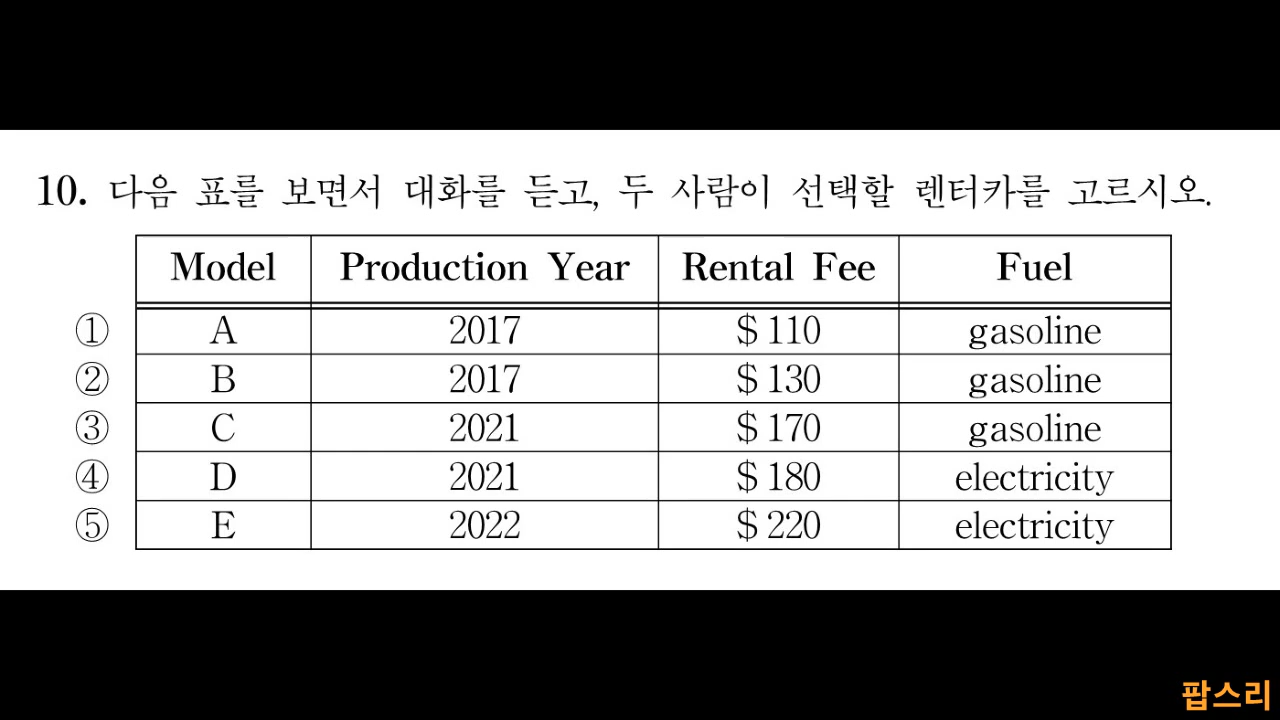 10. 다음 표를 보면서 대화를 듣고, 두 사람이 선택할 렌터카를 고르시오.
Model Production Year Rental Fee Fuel
① A 2017 $110 gasoline
② B 2017 $130 gasoline
③ C 2021 $170 gasoline
④ D 2021 $180 electricity
⑤ E 2022 $220 electricity
팝스리